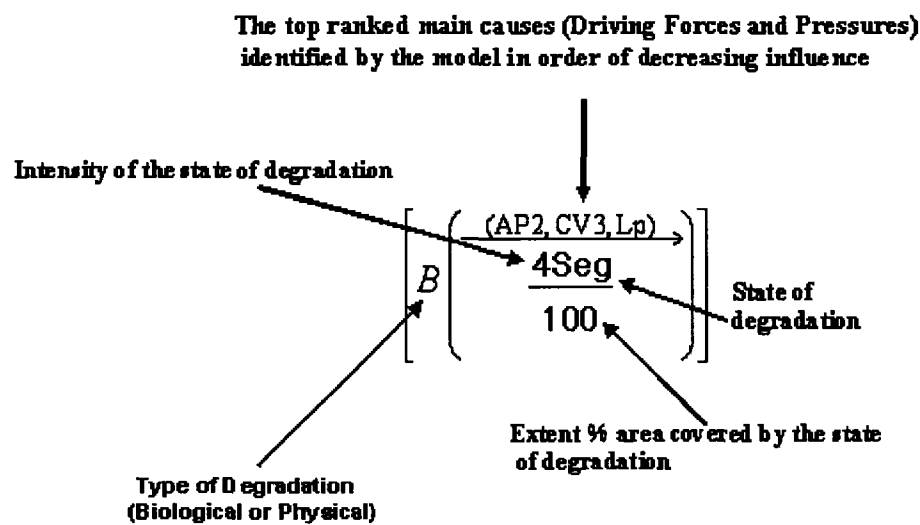 The top ranked main causes (Driving Forces and Pressures)
identified by the model in order of decreasing influence
Intensity of the state of degradation
(AP2, CV3, Lp)
B
4Seg
100
State of
degradation
Extent % area covered by the state
of degradation
Type of Degradation
(Biological or Physical)